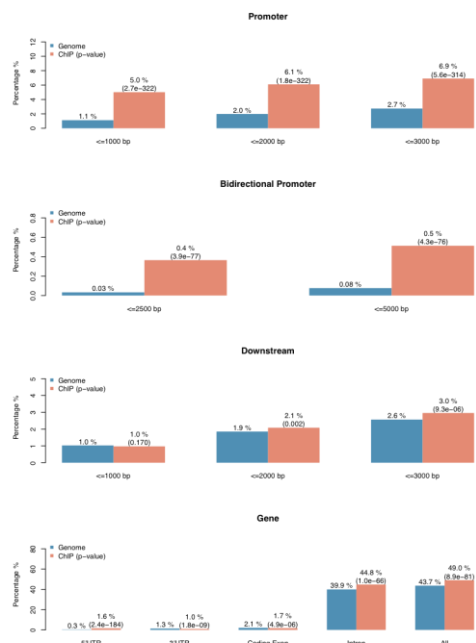 Promoter
Percentage %
0 2 4 6 8 10 12
Genome
ChIP (p-value)
1.1 %
5.0 %
(2.7e−322)
2.0 %
6.1 %
(1.8e−322)
2.7 %
6.9 %
(5.6e−314)
<=1000 bp
<=2000 bp
<=3000 bp
Bidirectional Promoter
Percentage %
0.0 0.2 0.4 0.6 0.8
Genome
ChIP (p-value)
0.03 %
0.4 %
(3.9e−77)
0.08 %
0.5 %
(4.3e−76)
<=2500 bp
<=5000 bp
Downstream
Percentage %
0 1 2 3 4 5
Genome
ChIP (p-value)
1.0 %
1.0 %
(0.170)
1.9 %
2.1 %
(0.002)
2.6 %
3.0 %
(9.3e−06)
<=1000 bp
<=2000 bp
<=3000 bp
Gene
Percentage %
0 20 40 60 80
Genome
ChIP (p-value)
0.3 %
1.6 %
(2.4e−184)
1.3 %
1.0 %
(1.8e−09)
2.1 %
1.7 %
(4.9e−06)
39.9 %
44.8 %
(1.0e−66)
43.7 %
49.0 %
(8.9e−81)